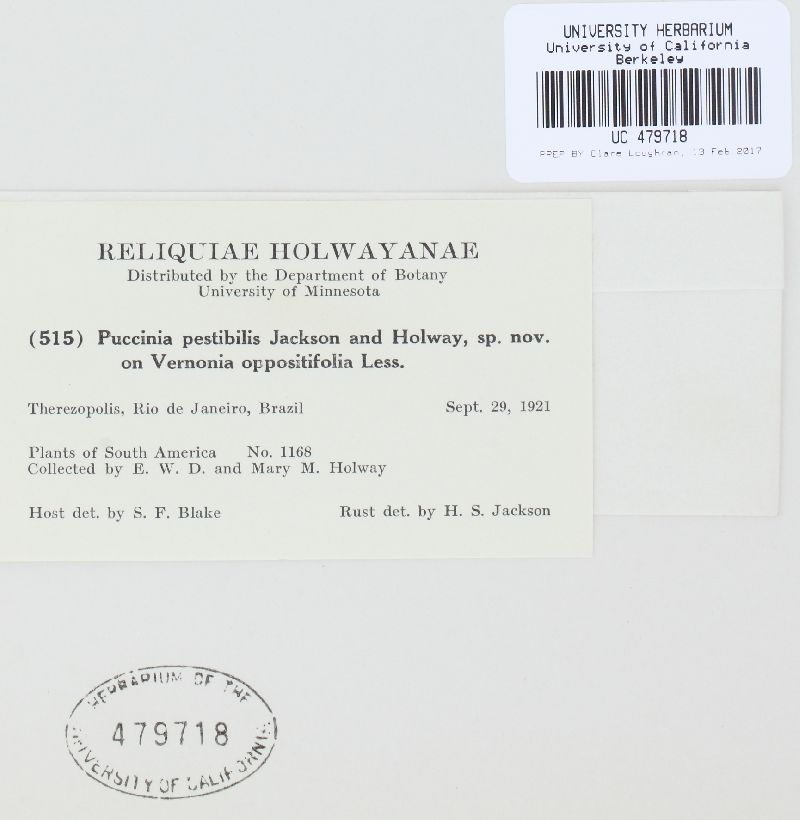 UNIVERSITY HERBARIUM
University of California
Berkeley
UC 479718
PREP BY Clare Loughran, 13 Feb 2017
RELIQUIAE HOLWAYANAE
Distributed by the Department of Botany
University of Minnesota
(515) Puccinia pestibilis Jackson and Holway, sp. nov.
on Vernonia oppositifolia Less.
Therezopolis, Rio de Janeiro, Brazil Sept. 29, 1921
Plants of South America No. 1168
Collected by E. W. D. and Mary M. Holway
Host det. by S. F. Blake Rust det. by H. S. Jackson
HERBARIUM OF THE
479718
UNIVERSITY OF CALIFORNIA